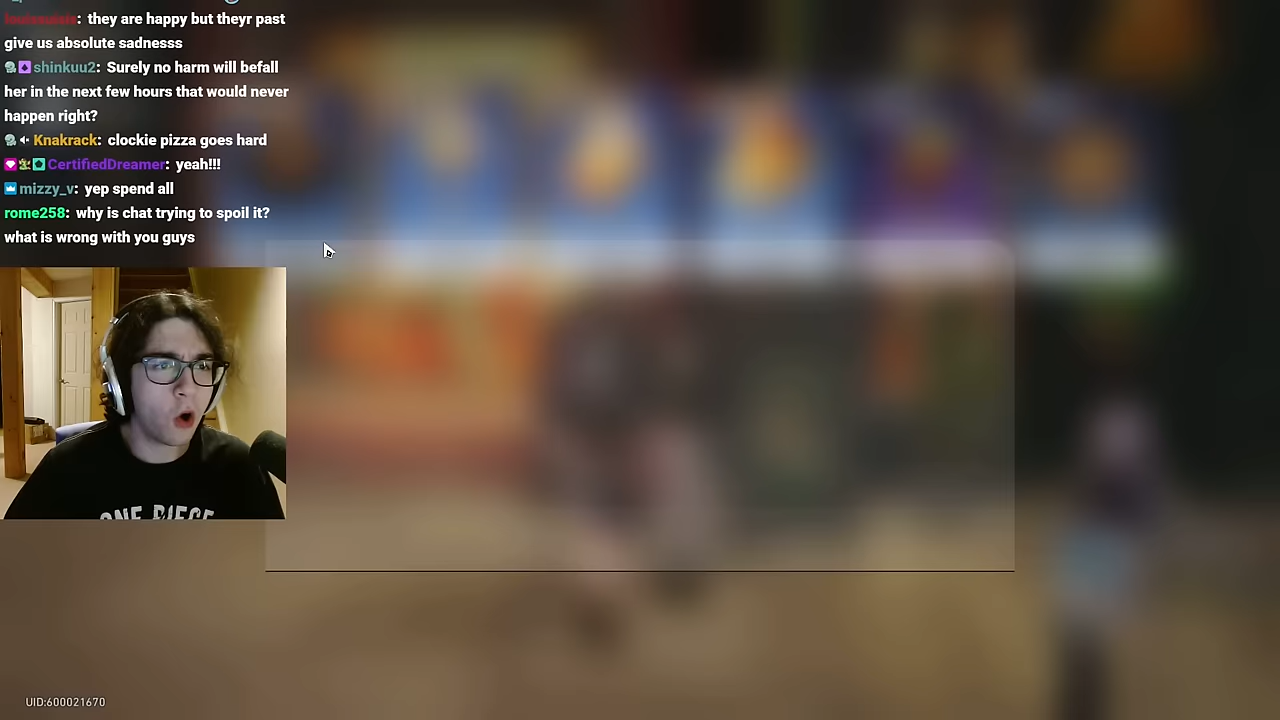 louissuisie: they are happy but theyr past
give us absolute sadnesss
shinkuu2: Surely no harm will befall
her in the next few hours that would never
happen right?
Knakrack: clockie pizza goes hard
CertifiedDreamer: yeah!!!
mizzy_v: yep spend all
rome258: why is chat trying to spoil it?
what is wrong with you guys
ONE PIECE
UID:600021670